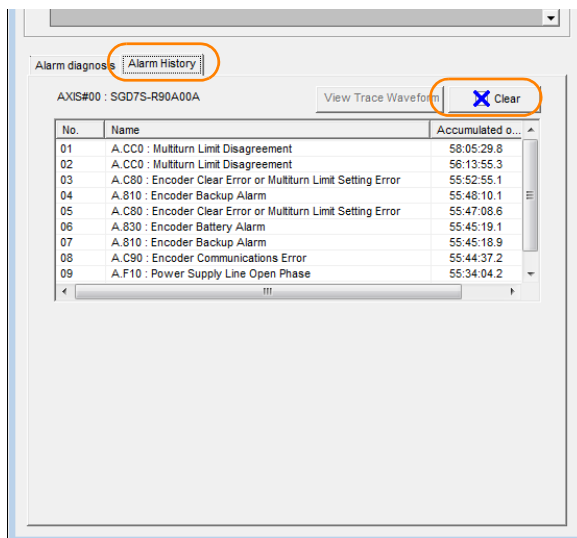 Alarm diagnosis Alarm History
AXIS#00 : SGD7S-R90A00A View Trace Waveform Clear
No. Name Accumulated o...
01 A.CC0 : Multiturn Limit Disagreement 58:05:29.8
02 A.CC0 : Multiturn Limit Disagreement 56:13:55.3
03 A.C80 : Encoder Clear Error or Multiturn Limit Setting Error 55:52:55.1
04 A.810 : Encoder Backup Alarm 55:48:10.1
05 A.C80 : Encoder Clear Error or Multiturn Limit Setting Error 55:47:08.6
06 A.830 : Encoder Battery Alarm 55:45:19.1
07 A.810 : Encoder Backup Alarm 55:45:18.9
08 A.C90 : Encoder Communications Error 55:44:37.2
09 A.F10 : Power Supply Line Open Phase 55:34:04.2